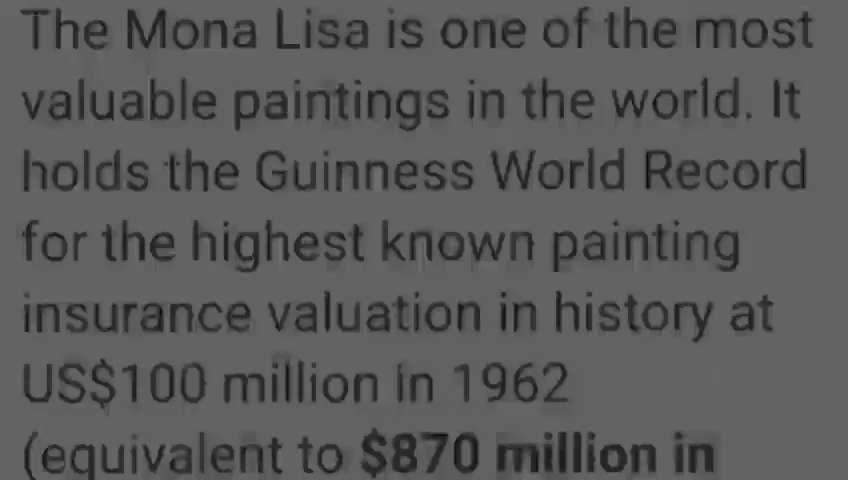 The Mona Lisa is one of the most
valuable paintings in the world. It
holds the Guinness World Record
for the highest known painting
insurance valuation in history at
US$100 million in 1962
(equivalent to $870 million in